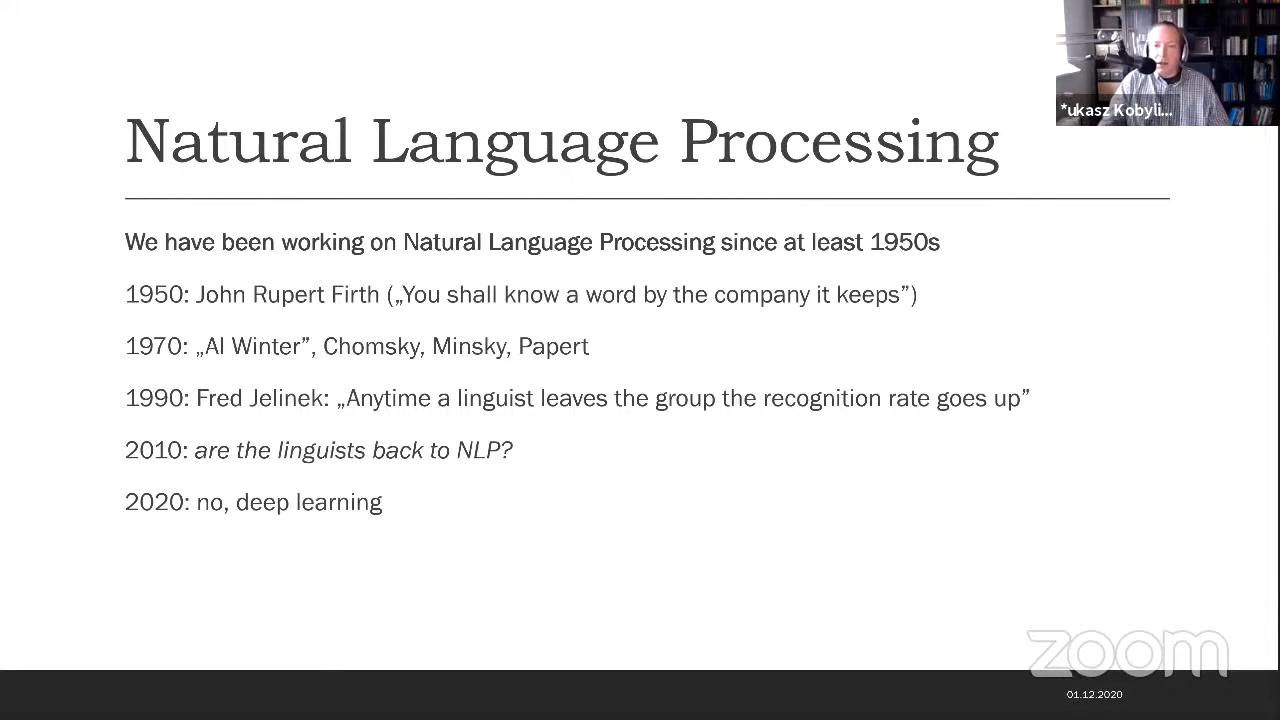 *ukasz Kobyli...
Natural Language Processing
We have been working on Natural Language Processing since at least 1950s
1950: John Rupert Firth („You shall know a word by the company it keeps”)
1970: „AI Winter”, Chomsky, Minsky, Papert
1990: Fred Jelinek: „Anytime a linguist leaves the group the recognition rate goes up”
2010: are the linguists back to NLP?
2020: no, deep learning
zoom
01.12.2020